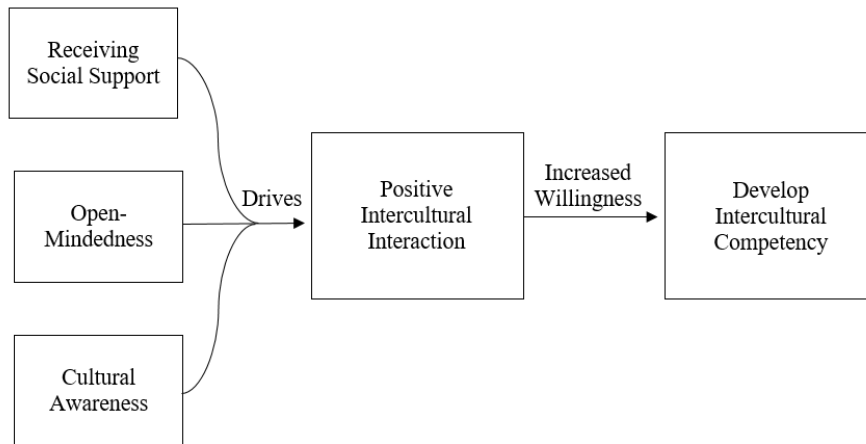 Receiving
Social Support
Open-
Mindedness
Cultural
Awareness
Drives
Positive
Intercultural
Interaction
Increased
Willingness
Develop
Intercultural
Competency